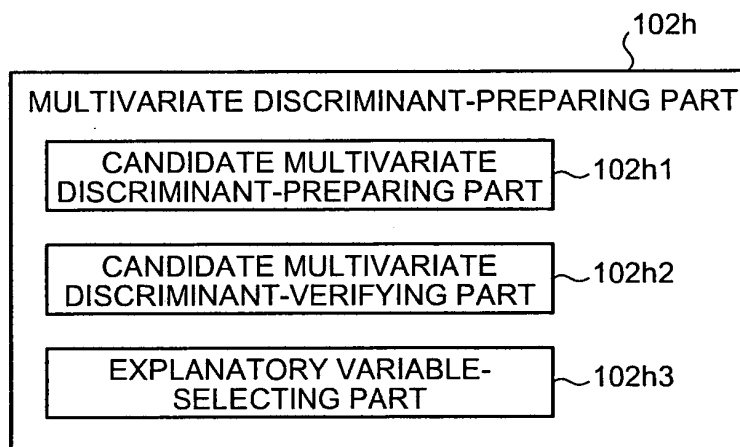 102h
MULTIVARIATE DISCRIMINANT-PREPARING PART
CANDIDATE MULTIVARIATE
DISCRIMINANT-PREPARING PART
102h1
CANDIDATE MULTIVARIATE
DISCRIMINANT-VERIFYING PART
102h2
EXPLANATORY VARIABLE-
SELECTING PART
102h3